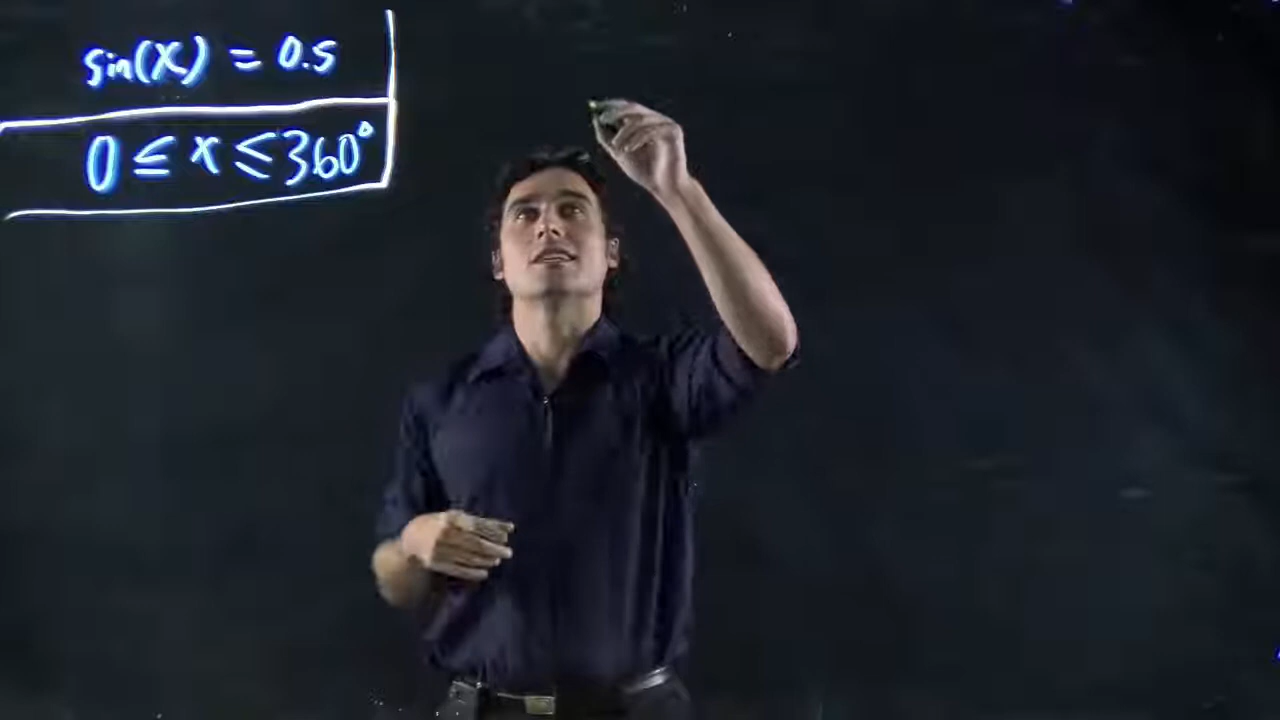 sin(x) = 0.5
0 ≤ x ≤ 360°